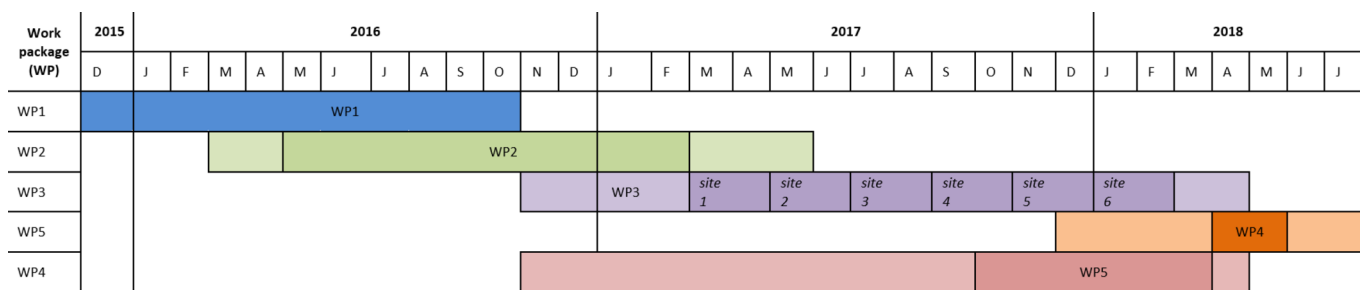 Work package (WP) 2015 2016 2017 2018
D J F M A M J J A S O N D J F M A M J J A S O N D J F M A M J J
WP1 WP1
WP2 WP2
WP3 WP3 site 1 site 2 site 3 site 4 site 5 site 6
WP5 WP4
WP4 WP5